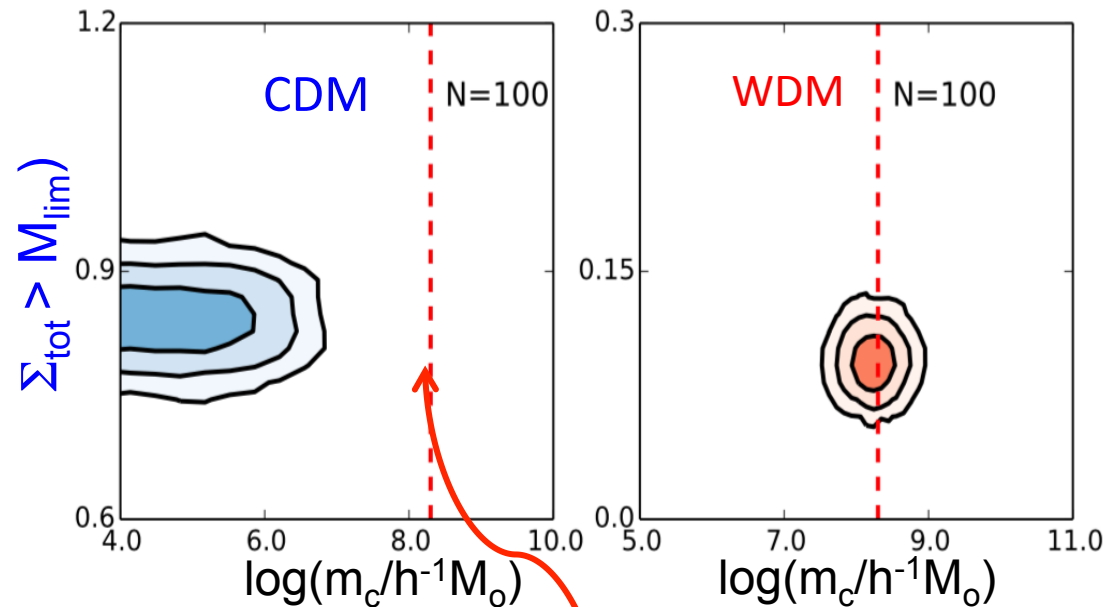 1.2
CDM
N=100
Σtot > Mlim)
0.9
0.6
4.0 6.0 8.0 10.0
log(mc/h-1Mo)
0.3
WDM
N=100
0.15
0.0
5.0 7.0 9.0 11.0
log(mc/h-1Mo)